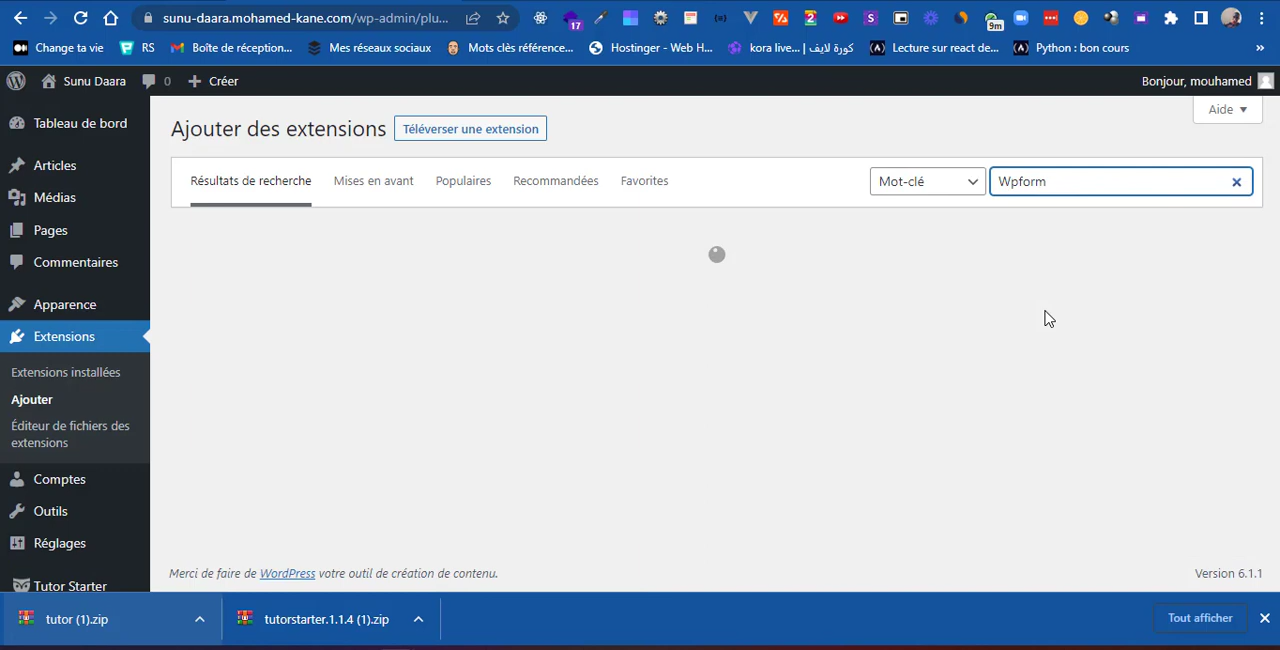 sunu-daara.mohamed-kane.com/wp-admin/plu...
17
2
S
9m
Change ta vie
RS
Boîte de réception...
Mes réseaux sociaux
Mots clès référence...
Hostinger - Web H...
kora live... | كورة لايف
Lecture sur react de...
Python : bon cours
»
Sunu Daara
0
Créer
Bonjour, mouhamed
Aide
Tableau de bord
Articles
Médias
Pages
Commentaires
Apparence
Extensions
Extensions installées
Ajouter
Éditeur de fichiers des
extensions
Comptes
Outils
Réglages
Tutor Starter
Ajouter des extensions
Téléverser une extension
Résultats de recherche
Mises en avant
Populaires
Recommandées
Favorites
Mot-clé
Wpform
Merci de faire de WordPress votre outil de création de contenu.
Version 6.1.1
tutor (1).zip
tutorstarter.1.1.4 (1).zip
Tout afficher